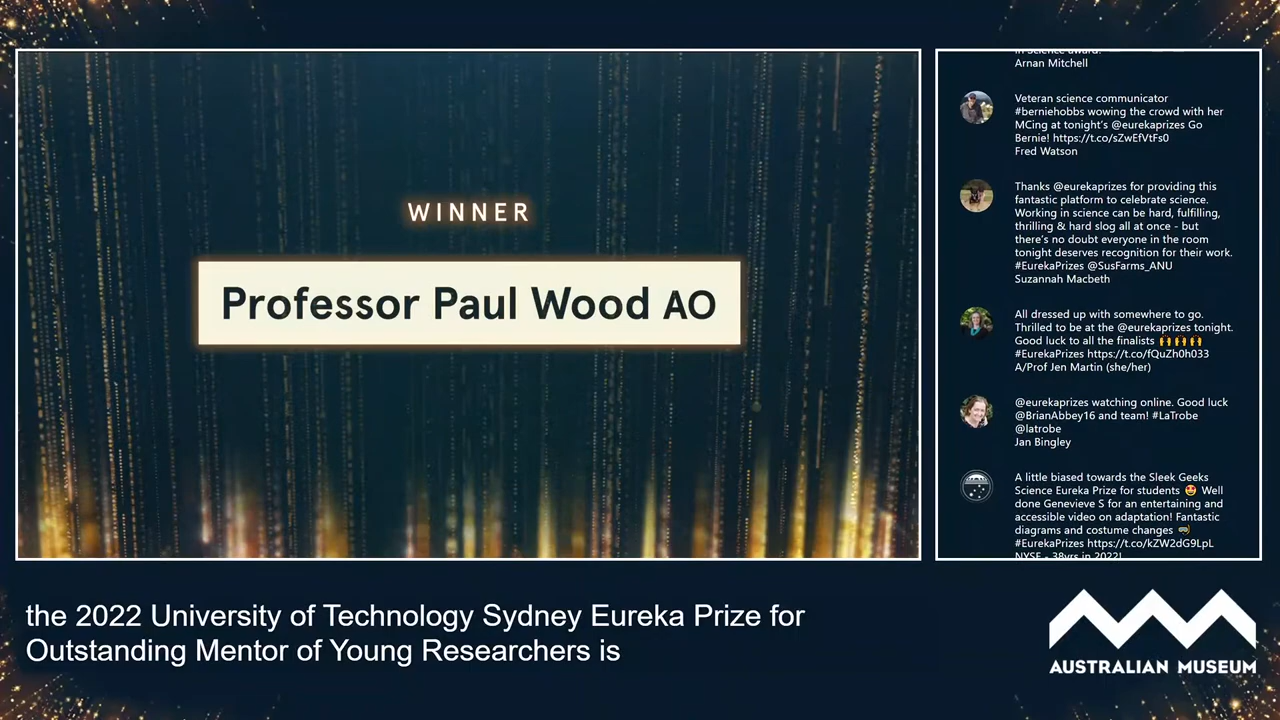 WINNER
Professor Paul Wood AO
in Science award!
Arnan Mitchell
Veteran science communicator
#berniehobbs wowing the crowd with her
MCing at tonight's @eurekaprizes Go
Bernie! https://t.co/sZwEfVtFs0
Fred Watson
Thanks @eurekaprizes for providing this
fantastic platform to celebrate science.
Working in science can be hard, fulfilling,
thrilling & hard slog all at once - but
there's no doubt everyone in the room
tonight deserves recognition for their work.
#EurekaPrizes @SusFarms_ANU
Suzannah Macbeth
All dressed up with somewhere to go.
Thrilled to be at the @eurekaprizes tonight.
Good luck to all the finalists 🙌🙌🙌
#EurekaPrizes https://t.co/fQuZh0h033
A/Prof Jen Martin (she/her)
@eurekaprizes watching online. Good luck
@BrianAbbey16 and team! #LaTrobe
@latrobe
Jan Bingley
A little biased towards the Sleek Geeks
Science Eureka Prize for students 🤩 Well
done Genevieve S for an entertaining and
accessible video on adaptation! Fantastic
diagrams and costume changes 🤿
#EurekaPrizes https://t.co/kZW2dG9LpL
NYSF - 38yrs in 2022!
the 2022 University of Technology Sydney Eureka Prize for
Outstanding Mentor of Young Researchers is
AUSTRALIAN MUSEUM